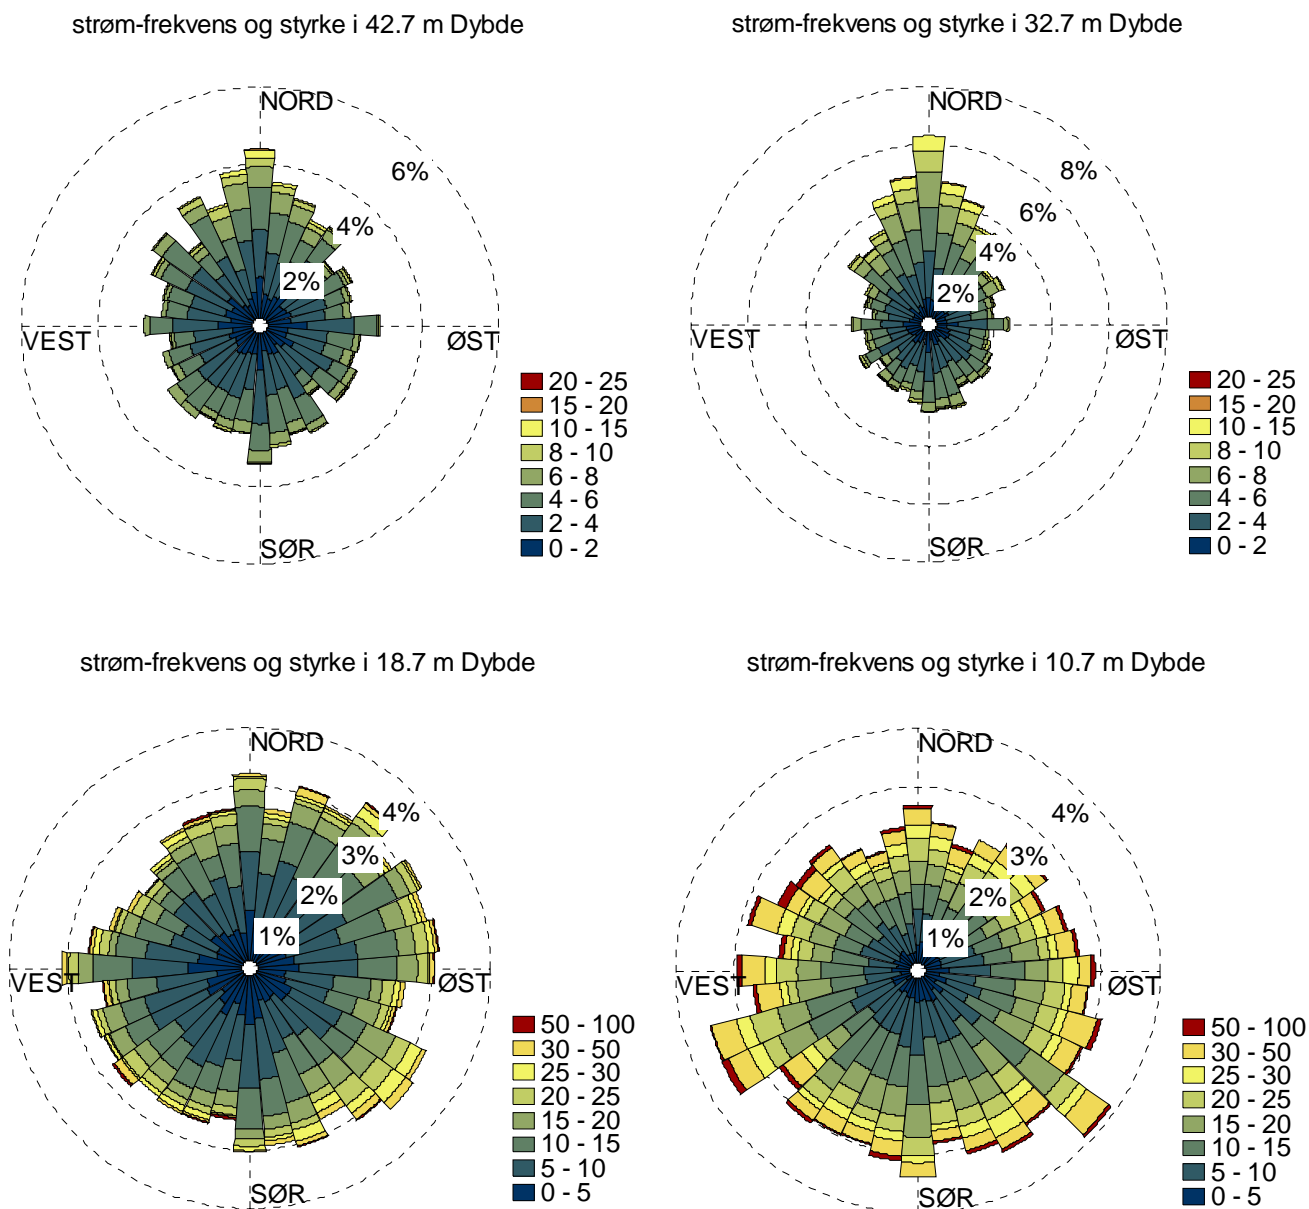 strøm-frekvens og styrke i 42.7 m Dybde
NORD
6%
4%
2%
VEST
ØST
SØR
20 - 25
15 - 20
10 - 15
8 - 10
6 - 8
4 - 6
2 - 4
0 - 2
strøm-frekvens og styrke i 32.7 m Dybde
NORD
8%
6%
4%
2%
VEST
ØST
SØR
20 - 25
15 - 20
10 - 15
8 - 10
6 - 8
4 - 6
2 - 4
0 - 2
strøm-frekvens og styrke i 18.7 m Dybde
NORD
4%
3%
2%
1%
VEST
ØST
SØR
50 - 100
30 - 50
25 - 30
20 - 25
15 - 20
10 - 15
5 - 10
0 - 5
strøm-frekvens og styrke i 10.7 m Dybde
NORD
4%
3%
2%
1%
VEST
ØST
SØR
50 - 100
30 - 50
25 - 30
20 - 25
15 - 20
10 - 15
5 - 10
0 - 5